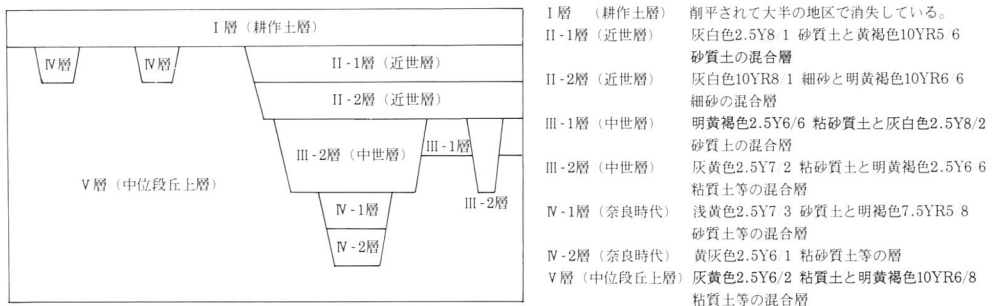 I層（耕作土層）
Ⅳ層
Ⅳ層
II-1層（近世層）
II-2層（近世層）
III-2層（中世層）
III-1層
V層（中位段丘上層）
III-2層
Ⅳ-1層
Ⅳ-2層
I層　（耕作土層）　削平されて大半の地区で消失している。
II-1層（近世層）　灰白色2.5Y8/1 砂質土と黄褐色10YR5/6
砂質土の混合層
II-2層（近世層）　灰白色10YR8/1 細砂と明黄褐色10YR6 6
細砂の混合層
III-1層（中世層）　明黄褐色2.5Y6/6 粘砂質土と灰白色2.5Y8/2
砂質土の混合層
III-2層（中世層）　灰黄色2.5Y7/2 粘砂質土と明黄褐色2.5Y6 6
粘質土等の混合層
Ⅳ-1層（奈良時代）　浅黄色2.5Y7/3 砂質土と明褐色7.5YR5 8
砂質土等の混合層
Ⅳ-2層（奈良時代）　黄灰色2.5Y6/1 粘砂質土等の層
V層（中位段丘上層）灰黄色2.5Y6/2 粘質土と明黄褐色10YR6/8
粘質土等の混合層